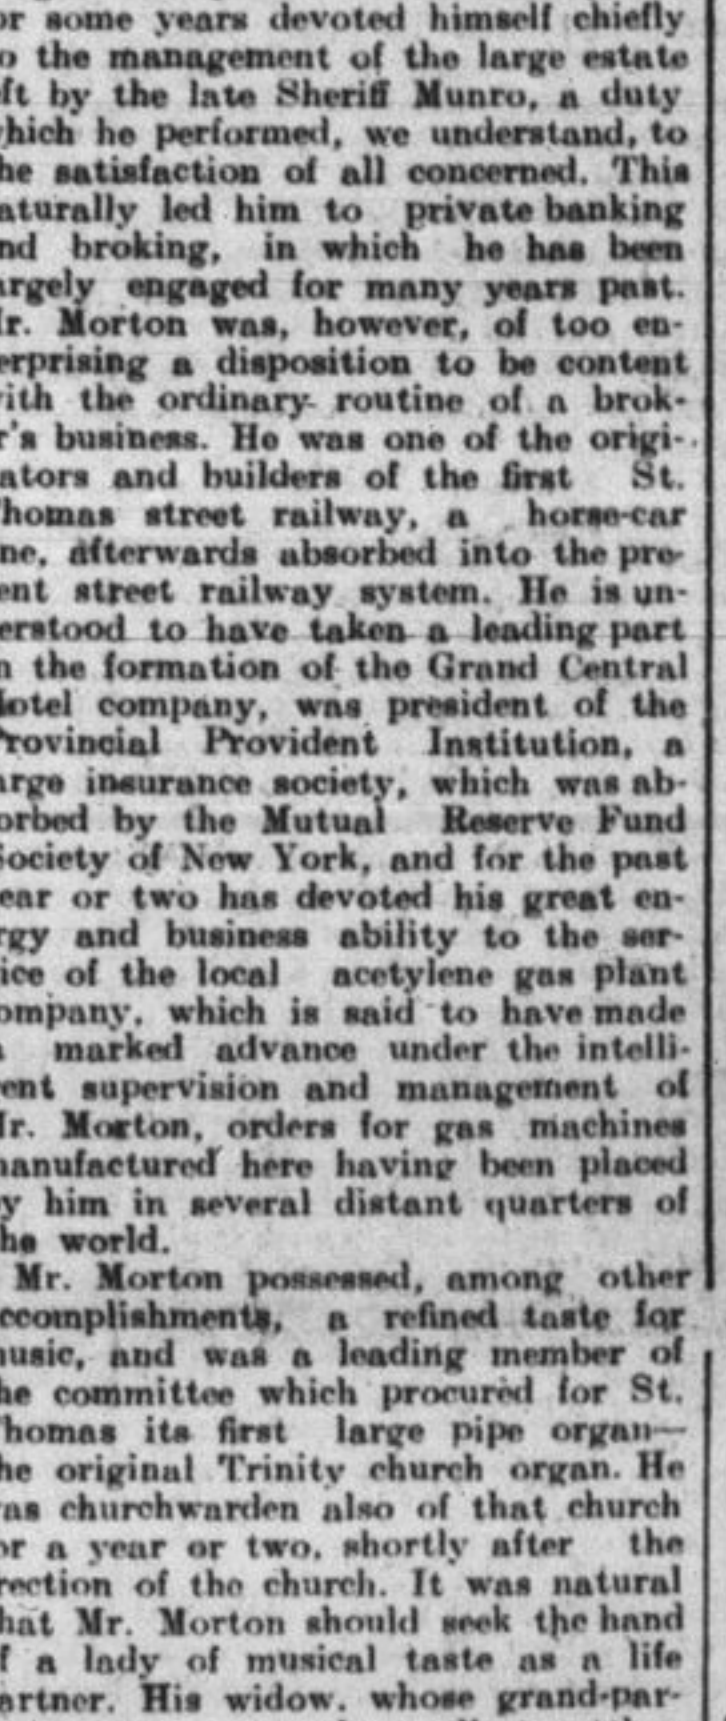 or some years devoted himself chiefly
o the management of the large estate
ft by the late Sheriff Munro, a duty
hich he performed, we understand, to
he satisfaction of all concerned. This
aturally led him to private banking
nd broking, in which he has been
argely engaged for many years past.
r. Morton was, however, of too en-
erprising a disposition to be content
ith the ordinary routine of a brok-
r's business. He was one of the origi-
ators and builders of the first St.
homas street railway, a horse-car
ne, afterwards absorbed into the pre-
ent street railway system. He is un-
erstood to have taken a leading part
n the formation of the Grand Central
Hotel company, was president of the
Provincial Provident Institution, a
arge insurance society, which was ab-
orbed by the Mutual Reserve Fund
Society of New York, and for the past
ear or two has devoted his great en-
rgy and business ability to the ser-
ice of the local acetylene gas plant
ompany, which is said to have made
marked advance under the intelli-
ent supervision and management of
Ir. Morton, orders for gas machines
anufactured here having been placed
y him in several distant quarters of
he world.
Mr. Morton possessed, among other
ccomplishments, a refined taste for
usic, and was a leading member of
he committee which procured for St.
homas its first large pipe organ—
he original Trinity church organ. He
as churchwarden also of that church
or a year or two, shortly after the
rection of the church. It was natural
hat Mr. Morton should seek the hand
f a lady of musical taste as a life
artner. His widow, whose grand-par-